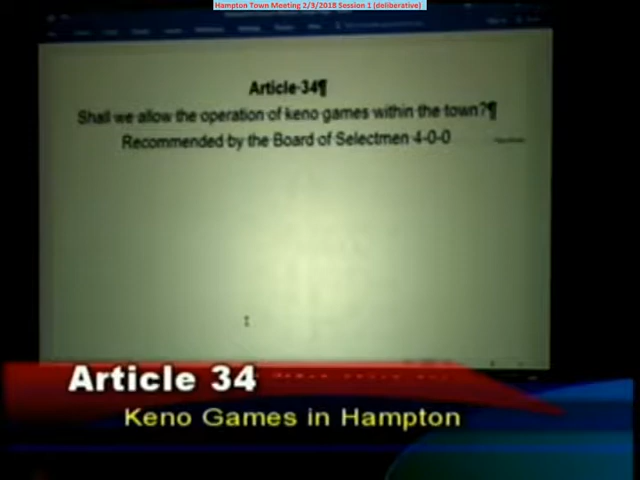 Hampton Town Meeting 2/3/2018 Session 1 (deliberative)
Article·34¶
Shall we allow the operation of keno games within the town?¶
Recommended by the Board of Selectmen 4-0-0
Article 34
Keno Games in Hampton